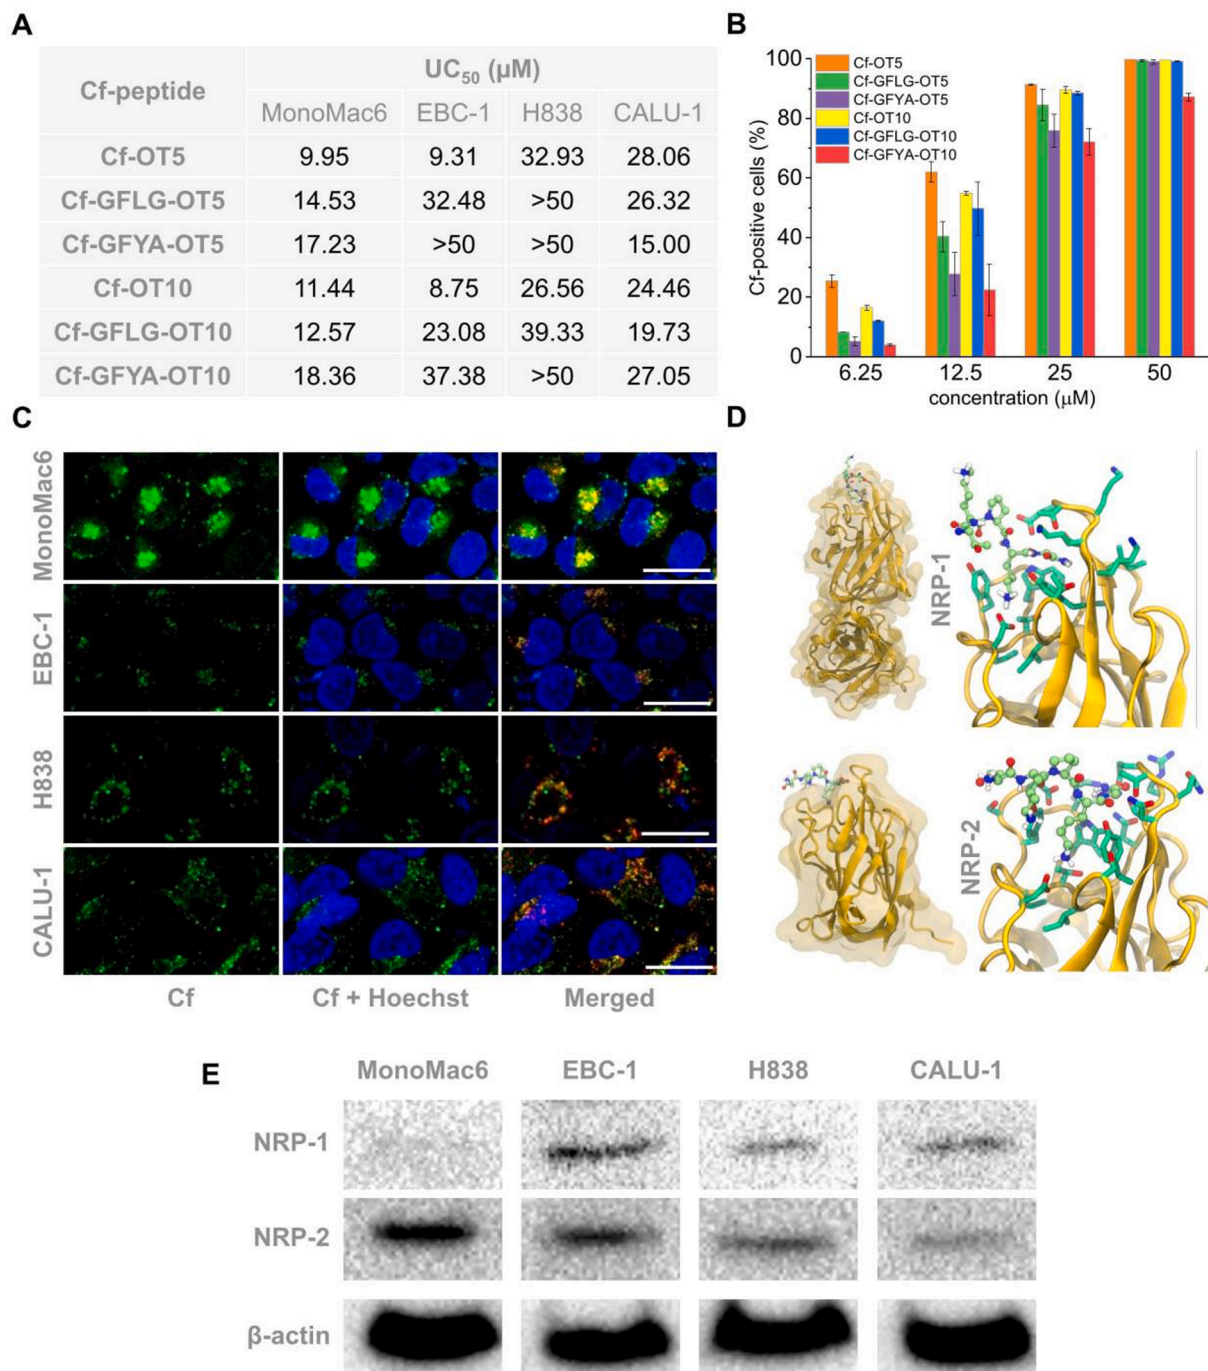 A
Cf-peptide
UC50 (μM)
MonoMac6 EBC-1 H838 CALU-1
Cf-OT5 9.95 9.31 32.93 28.06
Cf-GFLG-OT5 14.53 32.48 >50 26.32
Cf-GFYA-OT5 17.23 >50 >50 15.00
Cf-OT10 11.44 8.75 26.56 24.46
Cf-GFLG-OT10 12.57 23.08 39.33 19.73
Cf-GFYA-OT10 18.36 37.38 >50 27.05
B
Cf-positive cells (%)
100
80
60
40
20
0
Cf-OT5
Cf-GFLG-OT5
Cf-GFYA-OT5
Cf-OT10
Cf-GFLG-OT10
Cf-GFYA-OT10
6.25 12.5 25 50
concentration (μM)
C
MonoMac6
EBC-1
H838
CALU-1
Cf Cf + Hoechst Merged
D
NRP-1
NRP-2
E
MonoMac6 EBC-1 H838 CALU-1
NRP-1
NRP-2
β-actin